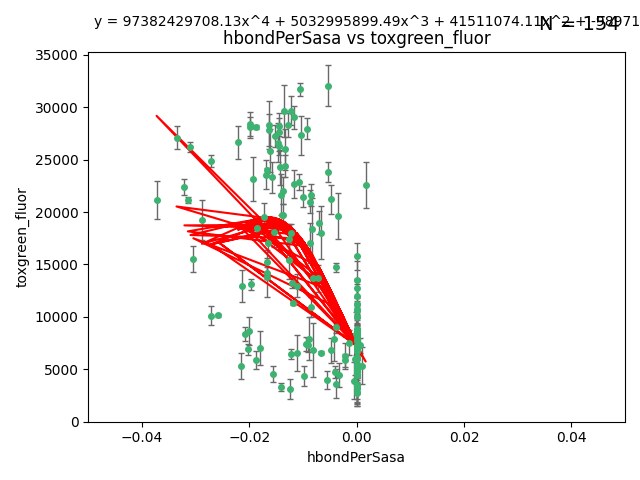 y = 97382429708.13x^4 + 5032995899.49x^3 + 41511074.11x^2 + -98971
N = 154
hbondPerSasa vs toxgreen_fluor
35000
30000
25000
20000
15000
10000
5000
0
toxgreen_fluor
−0.04
−0.02
0.00
0.02
0.04
hbondPerSasa